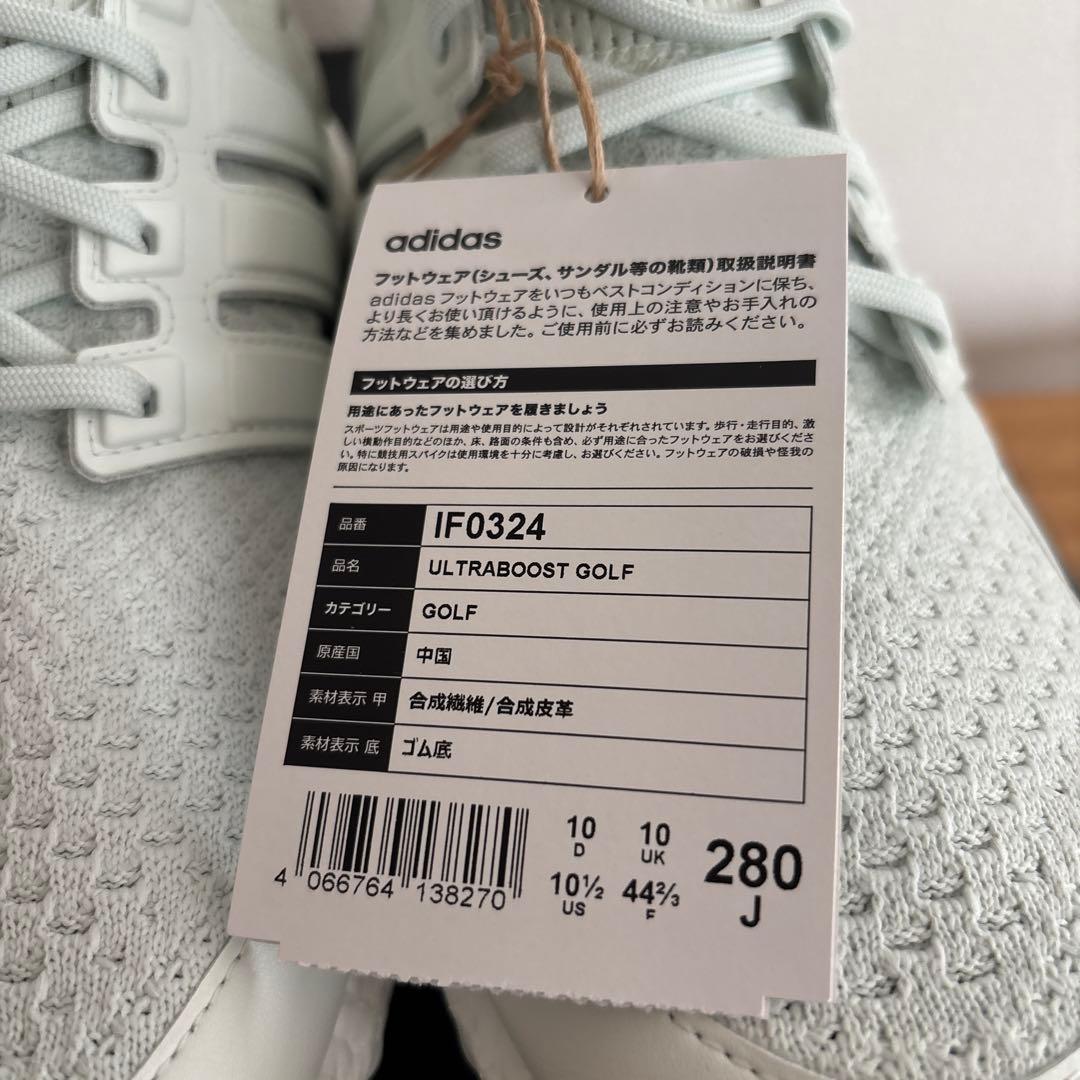 adidas
フットウェア(シューズ、サンダル等の靴類)取扱説明書
adidas フットウェアをいつもベストコンディションに保ち、
より長くお使い頂けるように、使用上の注意やお手入れの
方法などを集めました。ご使用前に必ずお読みください。
フットウェアの選び方
用途にあったフットウェアを履きましょう
スポーツフットウェアは用途や使用目的によって設計がそれぞれされています。歩行・走行目的、激
しい横動作目的などのほか、床、路面の条件も含め、必ず用途に合ったフットウェアをお選びくださ
い。特に競技用スパイクは使用環境を十分に考慮し、お選びください。フットウェアの破損や怪我の
原因になります。
品番 IF0324
品名 ULTRABOOST GOLF
カテゴリー GOLF
原産国 中国
素材表示 甲 合成繊維/合成皮革
素材表示 底 ゴム底
4 066764 138270
10 10 280
D UK J
10½ 44⅔
US F